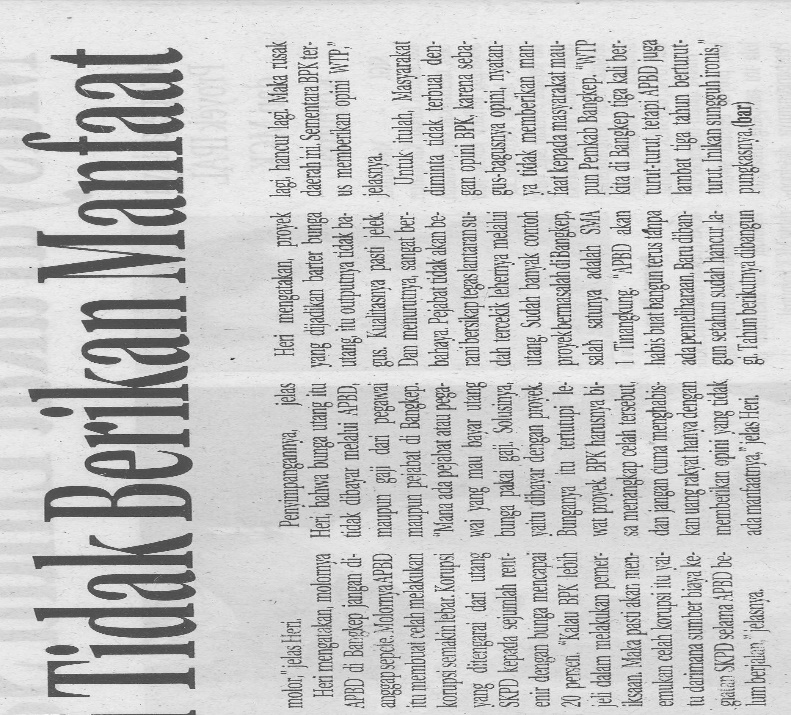 Tidak Berikan Manfaat
motor," jelas Heri.
Heri mengatakan, molornya
APBD di Bangkep jangan di-
anggap sepele. Molornya APBD
itu membuat celah melakukan
korupsi semakin lebar. Korupsi
yang ditengarai dari utang
SKPD kepada sejumlah rent-
enir dengan bunga mencapai
20 persen. "Kalau BPK lebih
jeli dalam melakukan pemer-
iksaan. Maka pasti akan men-
emukan celah korupsi itu yai-
tu darimana sumber biaya ke-
giatan SKPD selama APBD be-
lum berjalan," jelasnya.
Penyimpangannya, jelas
Heri, bahwa bunga utang itu
tidak dibayar melalui APBD,
maupun gaji dari pegawai
maupun pejabat di Bangkep.
"Mana ada pejabat atau pega-
wai yang mau bayar utang
bunga pakai gaji. Solusinya,
yaitu dibayar dengan proyek.
Bunganya itu tertutupi le-
wat proyek. BPK harusnya bi-
sa menangkap celah tersebut,
dan jangan cuma menghabis-
kan uang rakyat hanya dengan
memberikan opini yang tidak
ada manfaatnya," jelas Heri.
Heri mengatakan, proyek
yang dijadikan barter bunga
utang itu outputnya tidak ba-
gus. Kualitasnya pasti jelek
Dan menurutnya, sangat ber-
bahaya. Pejabat tidak akan be-
rani bersikap tegas lantaran su-
dah tercekik lehernya melalui
utang. Sudah banyak contoh
proyek bermasalah di Bangkep,
salah satunya adalah SMA
1 Tinangkung. "APBD akan
habis buat bangun terus tanpa
ada pemeliharaan. Baru diban-
gun setahun sudah hancur la-
gi. Tahun berikutnya dibangun
lagi, hancur lagi. Maka rusak
daerah ini. Sementara BPK ter-
us memberikan opini WTP,"
jelasnya.
Untuk itulah, Masyarakat
diminta tidak terbuai den-
gan opini BPK, karena seba-
gus-bagusnya opini, nyatan-
ya tidak memberikan man-
faat kepada masyarakat mau-
pun Pemkab Bangkep. "WTP
kita di Bangkep tiga kali ber-
turut-turut, tetapi APBD juga
lambat tiga tahun berturut-
turut. Inikan sungguh ironis,"
pungkasnya. (bar)